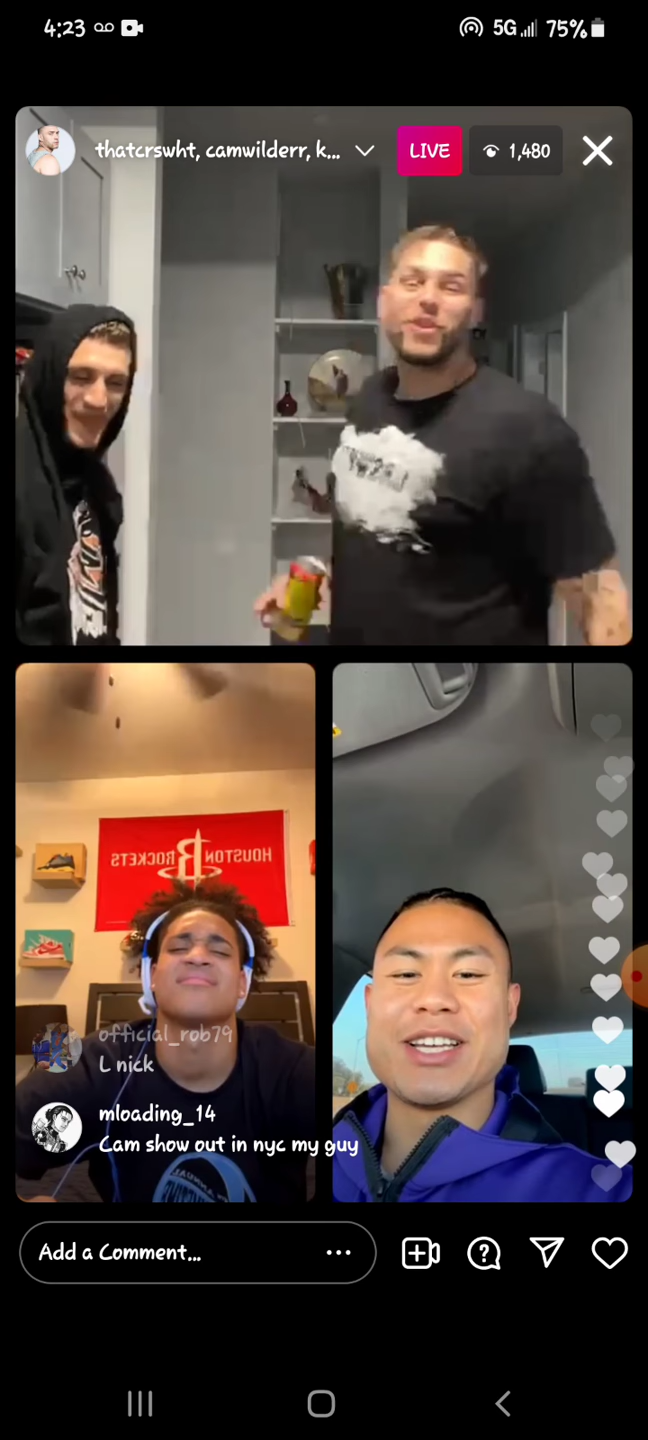 4:23
5G
75%
thatcrswht, camwilderr, k...
LIVE
1,480
HOUSTON
ROCKETS
official_rob79
L nick
mloading_14
Cam show out in nyc my guy
Add a Comment...